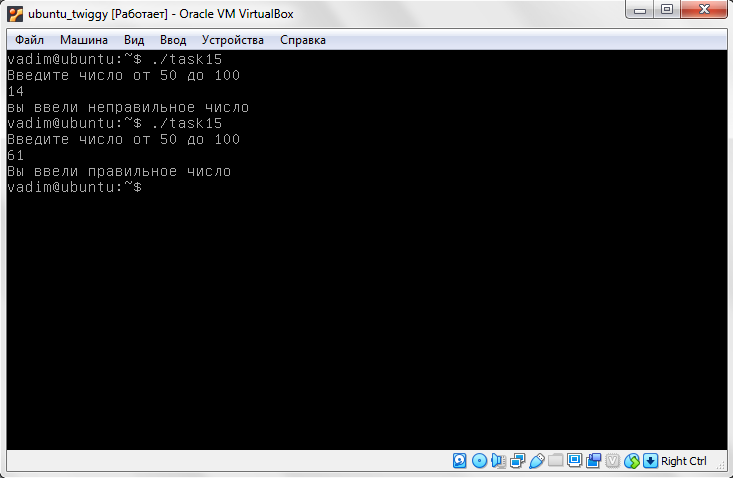 ubuntu_twiggy [Работает] - Oracle VM VirtualBox
Файл Машина Вид Ввод Устройства Справка
vadim@ubuntu:~$ ./task15
Введите число от 50 до 100
14
вы ввели неправильное число
vadim@ubuntu:~$ ./task15
Введите число от 50 до 100
61
Вы ввели правильное число
vadim@ubuntu:~$
Right Ctrl